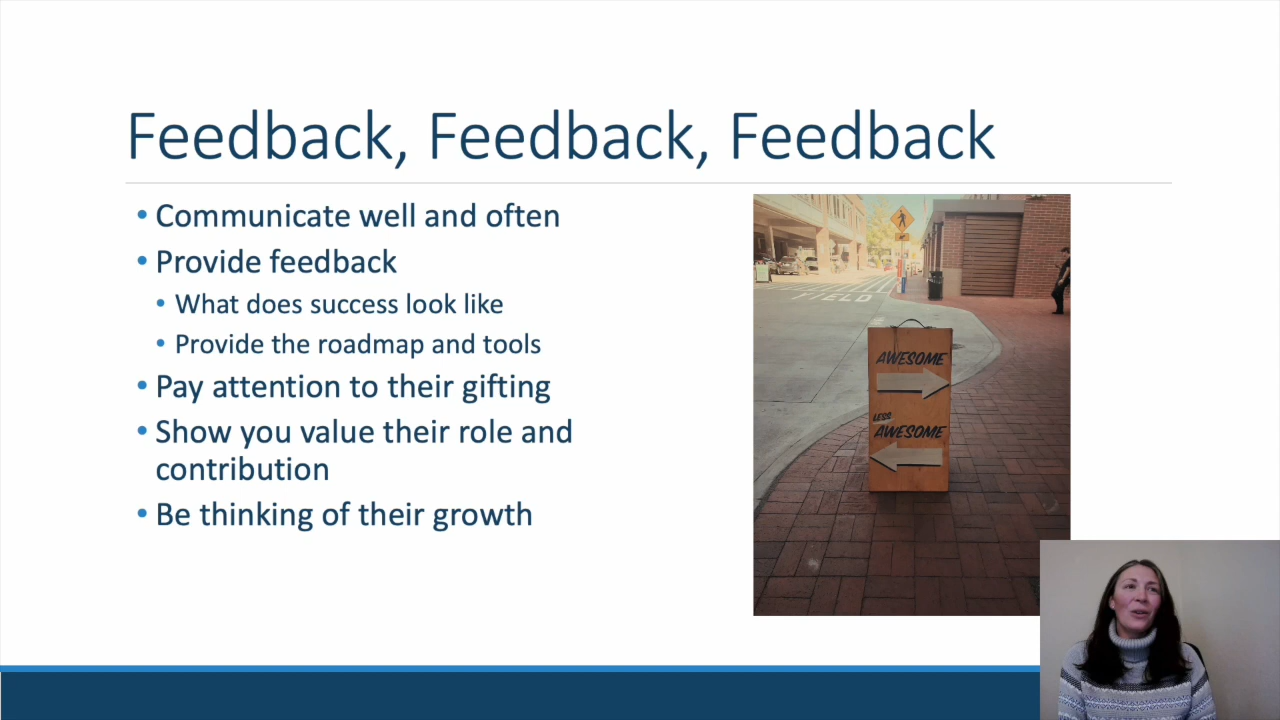 Feedback, Feedback, Feedback
• Communicate well and often
• Provide feedback
• What does success look like
• Provide the roadmap and tools
• Pay attention to their gifting
• Show you value their role and
contribution
• Be thinking of their growth
YIELD
AWESOME
LESS
AWESOME